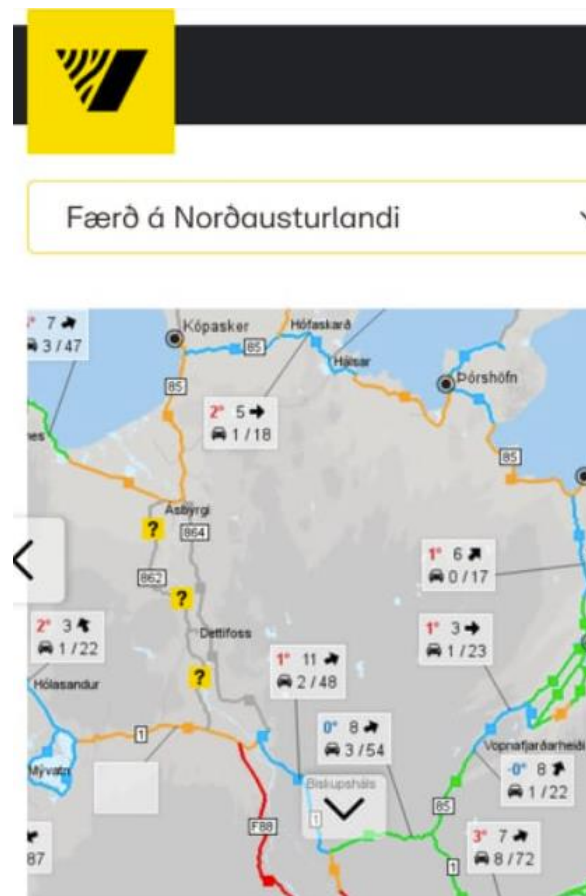 Færð á Norðausturlandi
7
3 / 47
Kópasker
Hófaskarð
85
Hálsar
Þórshöfn
85
2° 5
1 / 18
85
Ásbyrgi
?
864
1° 6
0 / 17
862
?
2° 3
1 / 22
Dettifoss
1° 3
1 / 23
1° 11
2 / 48
?
Hólasandur
0° 8
3 / 54
1
Vopnafjarðarheiði
Mývatn
-0° 8
1 / 22
Biskupsháls
85
1
F88
3° 7
8 / 72
87
1